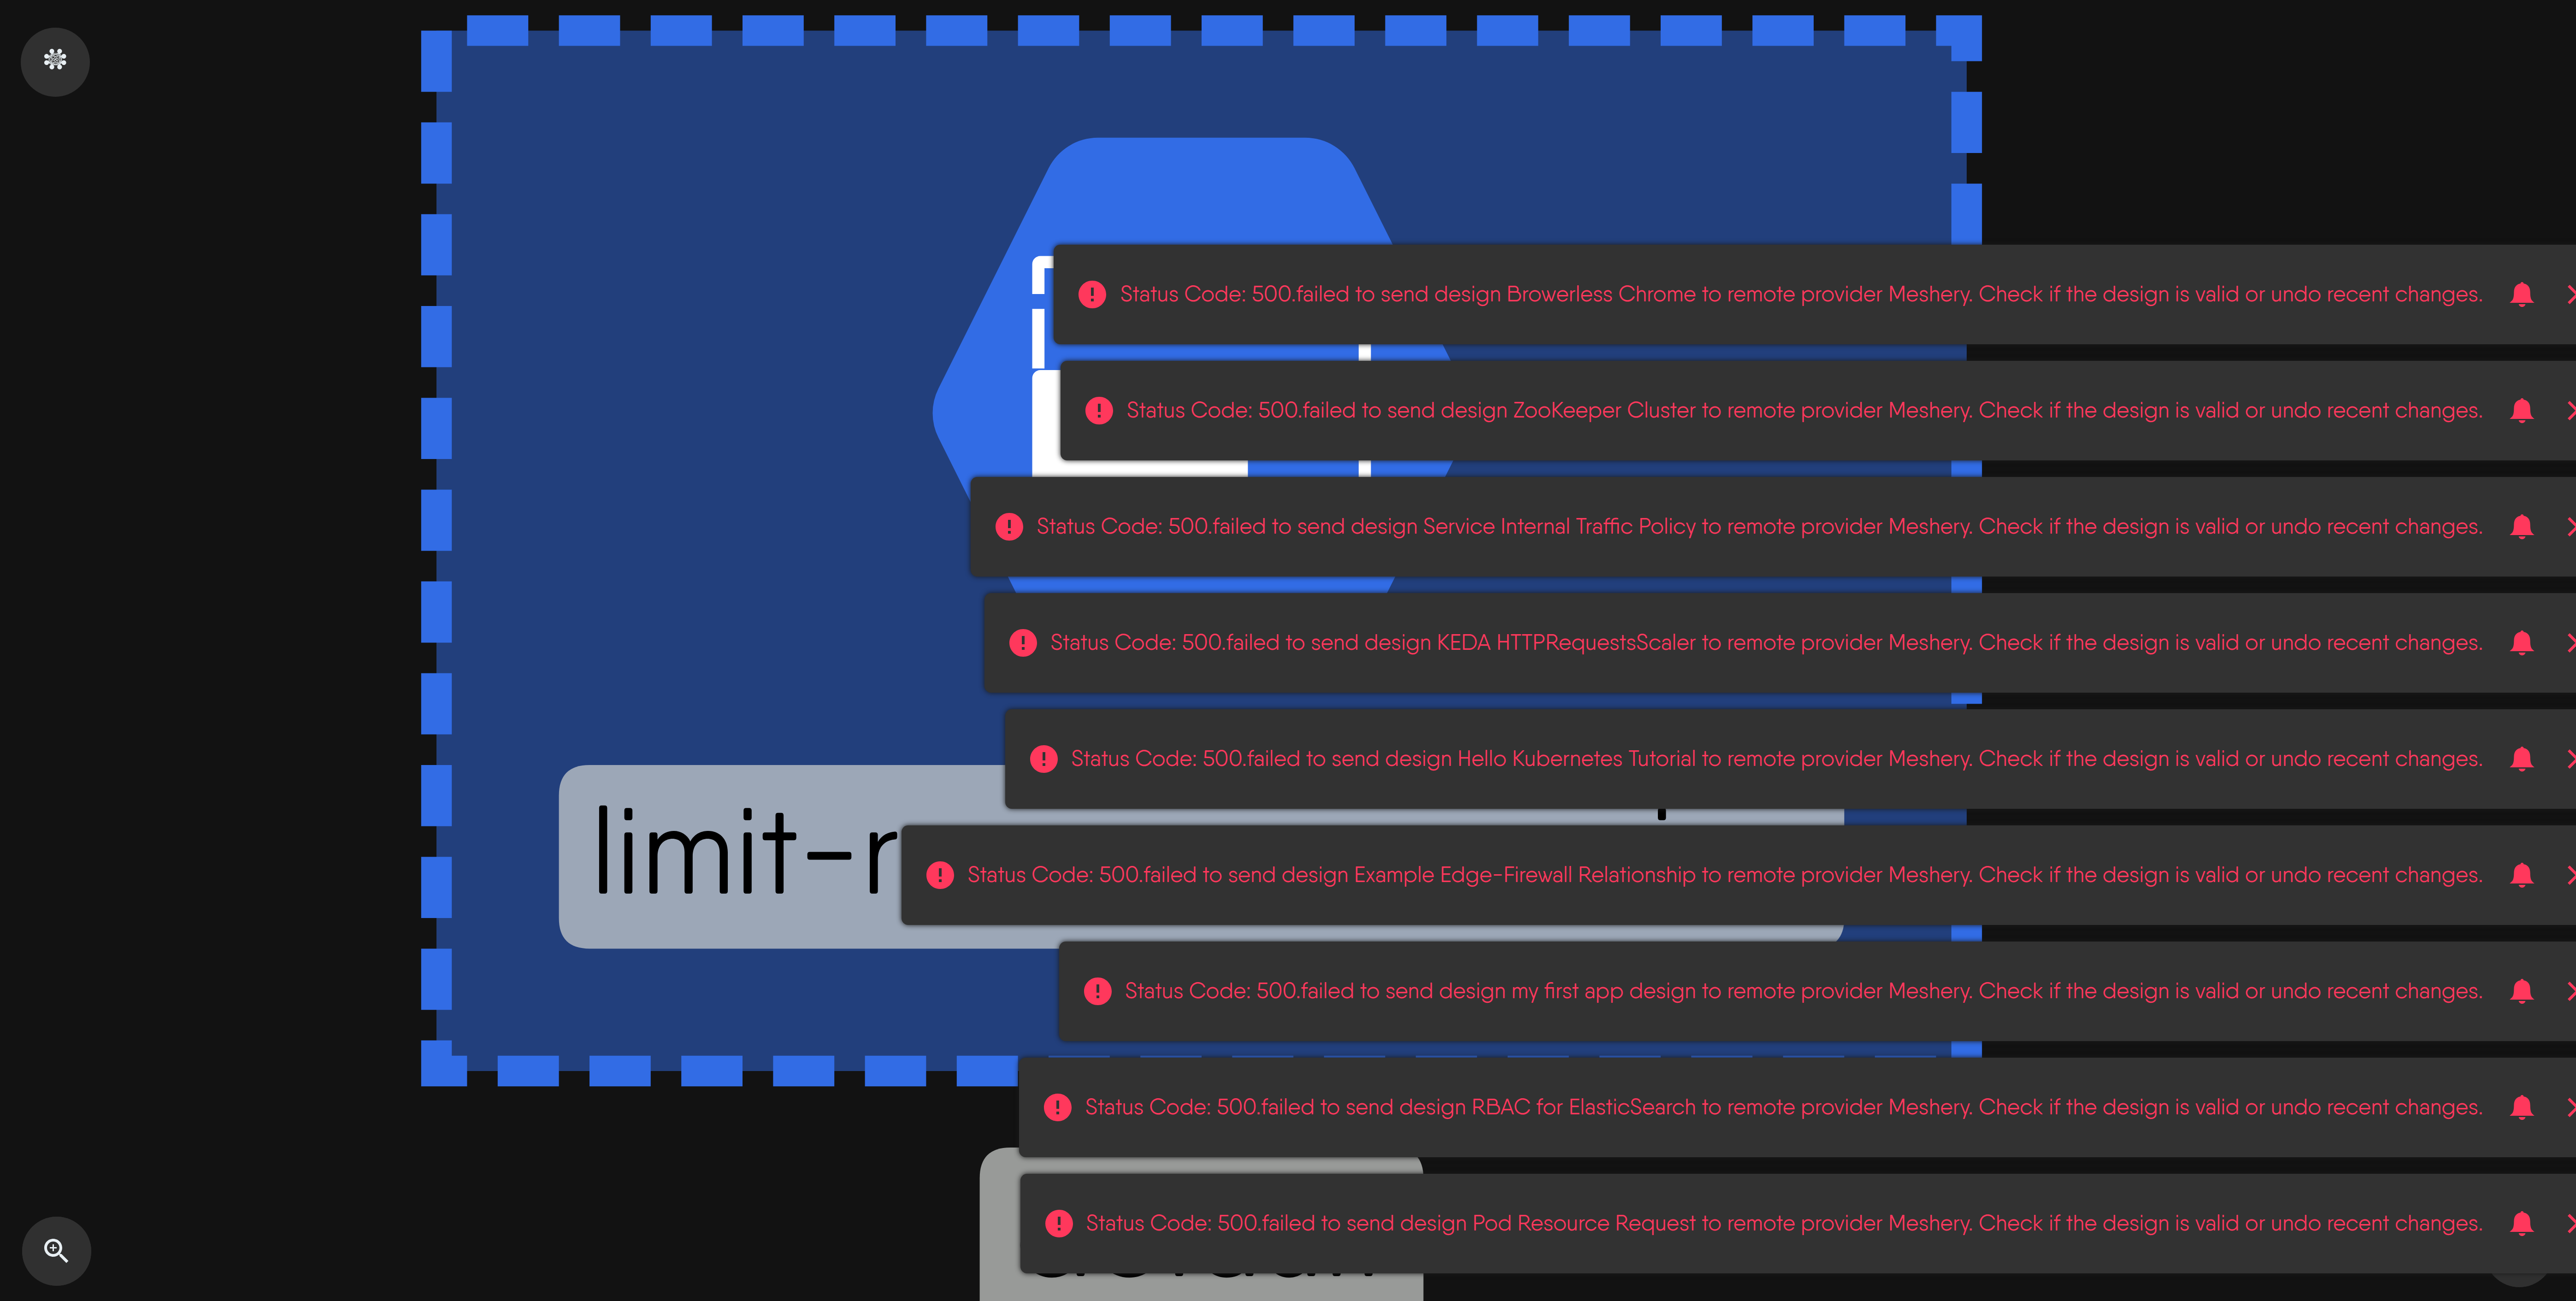 Status Code: 500.failed to send design Browerless Chrome to remote provider Meshery. Check if the design is valid or undo recent changes.
Status Code: 500.failed to send design ZooKeeper Cluster to remote provider Meshery. Check if the design is valid or undo recent changes.
Status Code: 500.failed to send design Service Internal Traffic Policy to remote provider Meshery. Check if the design is valid or undo recent changes.
Status Code: 500.failed to send design KEDA HTTPRequestsScaler to remote provider Meshery. Check if the design is valid or undo recent changes.
Status Code: 500.failed to send design Hello Kubernetes Tutorial to remote provider Meshery. Check if the design is valid or undo recent changes.
limit-r
Status Code: 500.failed to send design Example Edge-Firewall Relationship to remote provider Meshery. Check if the design is valid or undo recent changes.
Status Code: 500.failed to send design my first app design to remote provider Meshery. Check if the design is valid or undo recent changes.
Status Code: 500.failed to send design RBAC for ElasticSearch to remote provider Meshery. Check if the design is valid or undo recent changes.
Status Code: 500.failed to send design Pod Resource Request to remote provider Meshery. Check if the design is valid or undo recent changes.